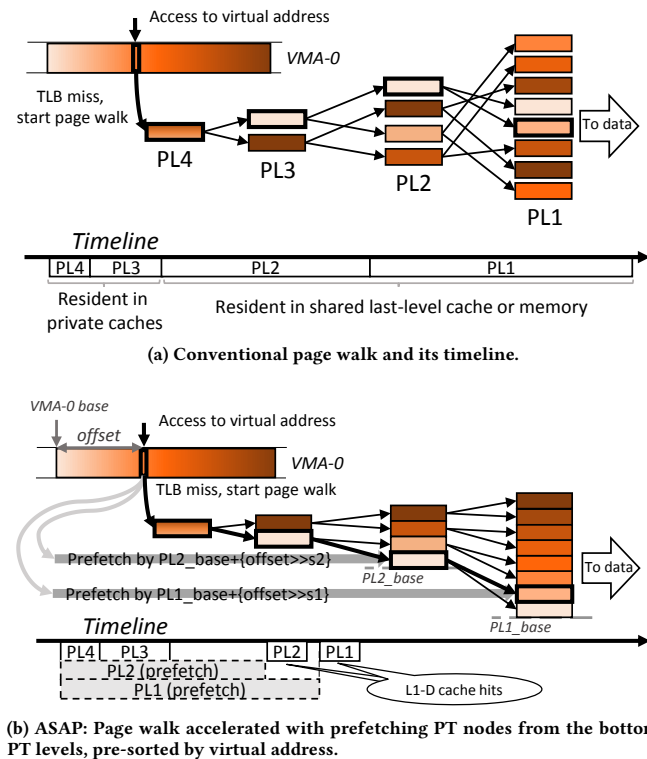 Access to virtual address
VMA-0
TLB miss,
start page walk
PL4
PL3
PL2
PL1
To data
Timeline
PL4 PL3 PL2 PL1
Resident in
private caches
Resident in shared last-level cache or memory
(a) Conventional page walk and its timeline.
VMA-0 base
Access to virtual address
offset
VMA-0
TLB miss, start page walk
Prefetch by PL2_base+{offset>>s2}
PL2_base
To data
Prefetch by PL1_base+{offset>>s1}
PL1_base
Timeline
PL4 PL3 PL2 PL1
PL2 (prefetch)
PL1 (prefetch)
L1-D cache hits
(b) ASAP: Page walk accelerated with prefetching PT nodes from the bottom
PT levels, pre-sorted by virtual address.